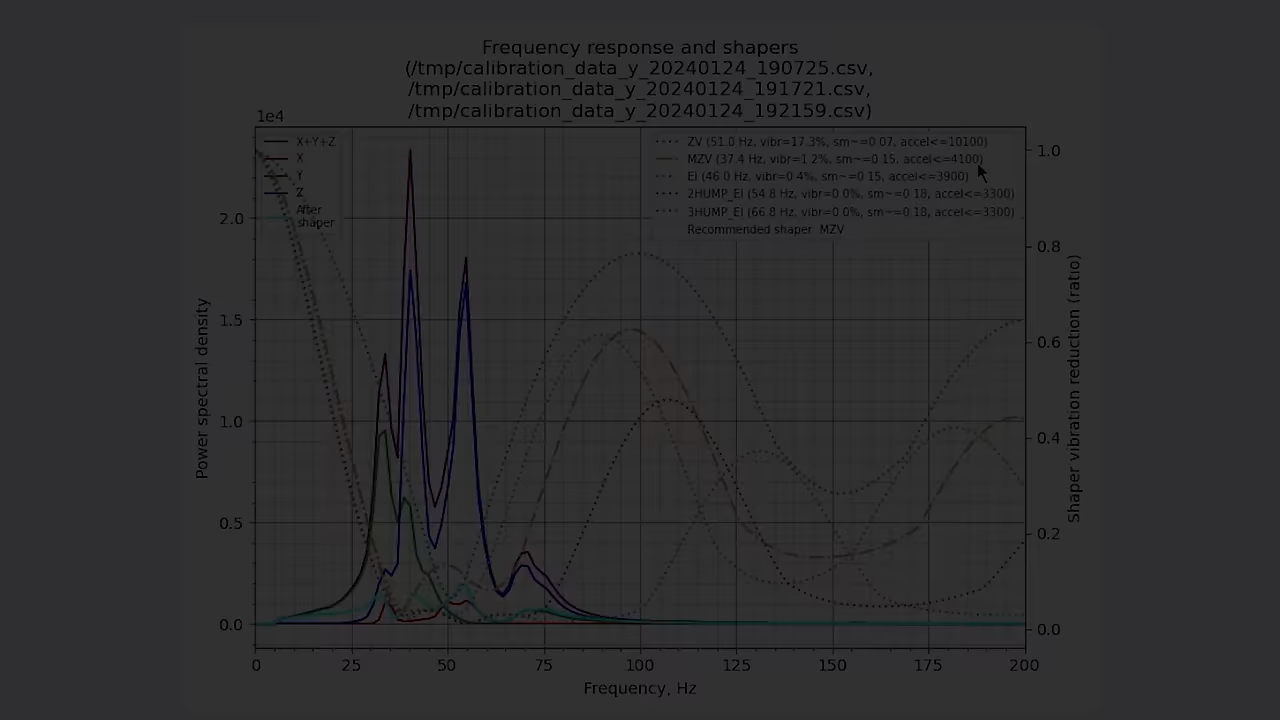 Frequency response and shapers
(/tmp/calibration_data_y_20240124_190725.csv,
/tmp/calibration_data_y_20240124_191721.csv,
/tmp/calibration_data_y_20240124_192159.csv)
1e4
X+Y+Z
X
Y
Z
After
shaper
ZV (51.0 Hz, vibr=17.3%, sm~=0.07, accel<=10100)
MZV (37.4 Hz, vibr=1.2%, sm~=0.15, accel<=4100)
EI (46.0 Hz, vibr=0.4%, sm~=0.15, accel<=3900)
2HUMP_EI (54.8 Hz, vibr=0.0%, sm~=0.18, accel<=3300)
3HUMP_EI (66.8 Hz, vibr=0.0%, sm~=0.18, accel<=3300)
Recommended shaper: MZV
Power spectral density
2.0
1.5
1.0
0.5
0.0
1.0
0.8
0.6
0.4
0.2
0.0
Shaper vibration reduction (ratio)
0 25 50 75 100 125 150 175 200
Frequency, Hz